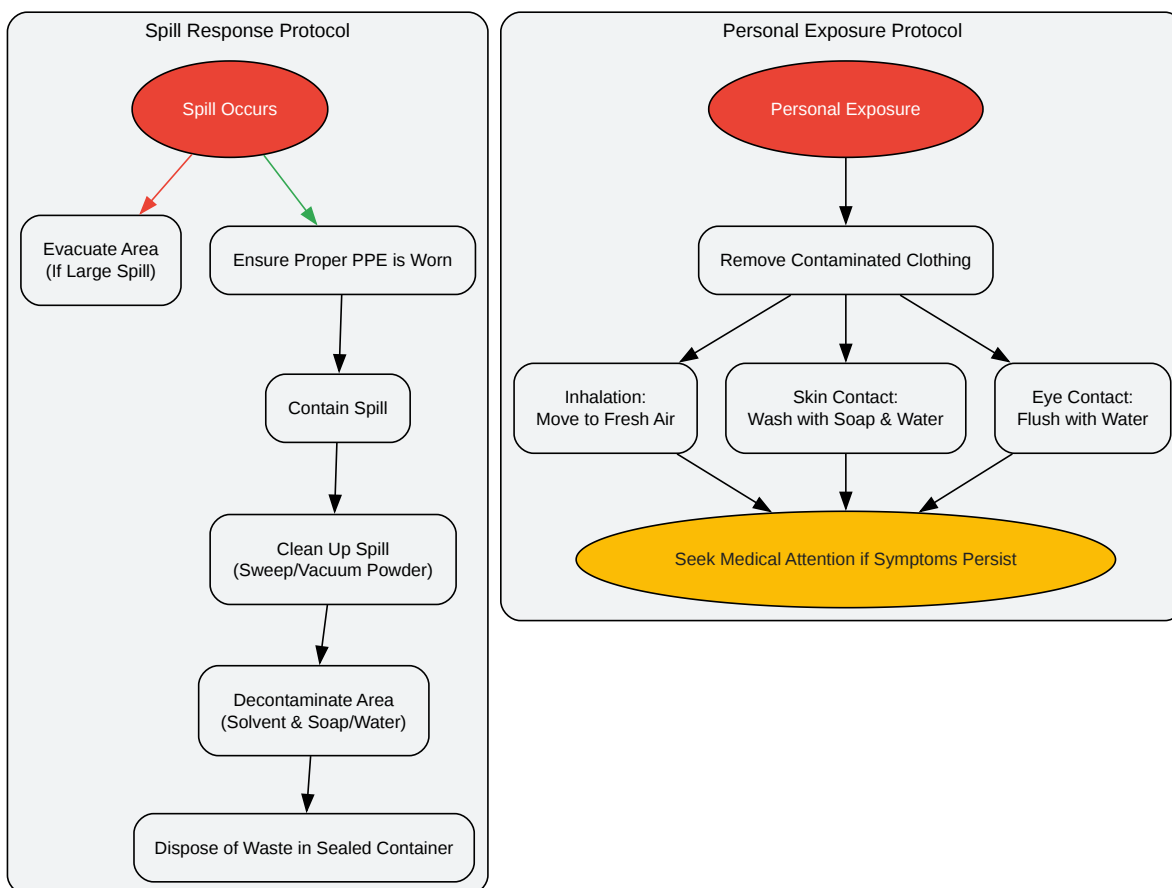 Spill Response Protocol
Spill Occurs
Evacuate Area
(If Large Spill)
Ensure Proper PPE is Worn
Contain Spill
Clean Up Spill
(Sweep/Vacuum Powder)
Decontaminate Area
(Solvent & Soap/Water)
Dispose of Waste in Sealed Container
Personal Exposure Protocol
Personal Exposure
Remove Contaminated Clothing
Inhalation:
Move to Fresh Air
Skin Contact:
Wash with Soap & Water
Eye Contact:
Flush with Water
Seek Medical Attention if Symptoms Persist